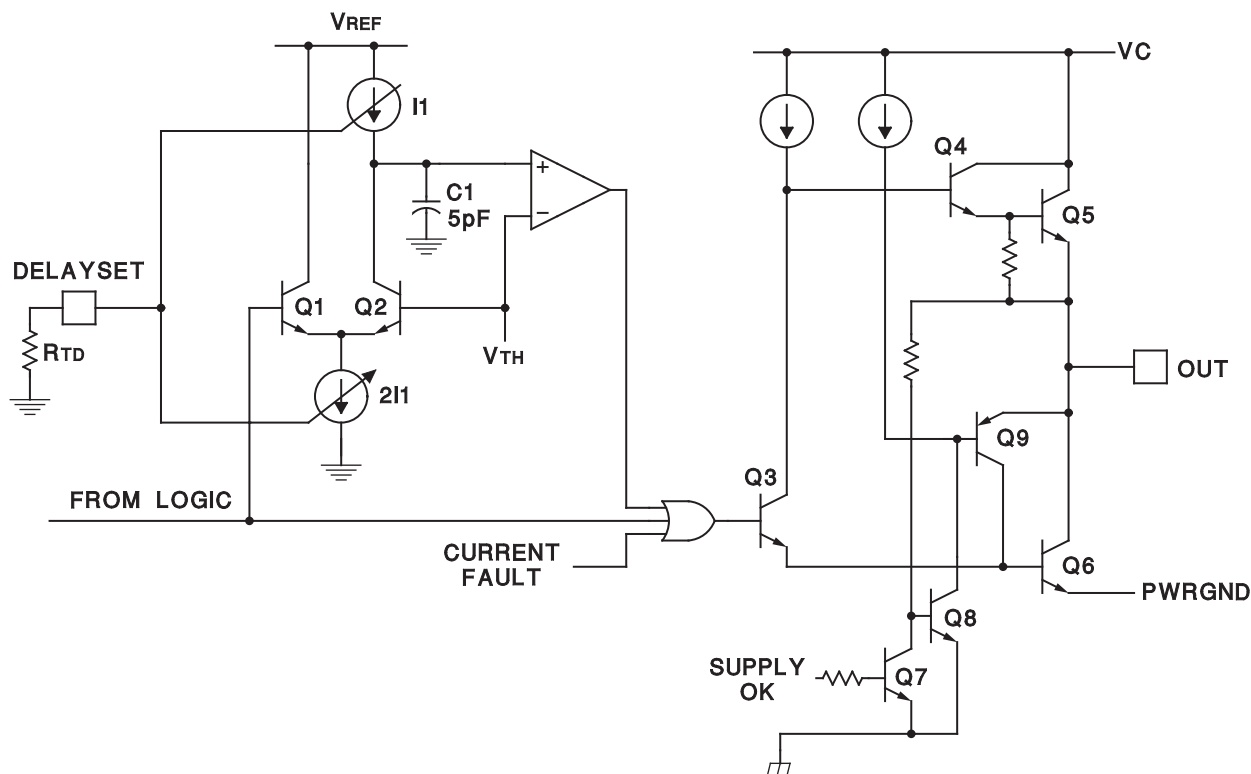 VREF
VC
I1
Q4
+
C1
5pF
−
Q5
DELAYSET
Q1
Q2
RTD
VTH
OUT
2I1
Q9
Q3
FROM LOGIC
CURRENT
FAULT
Q6
PWRGND
Q8
SUPPLY
OK
Q7